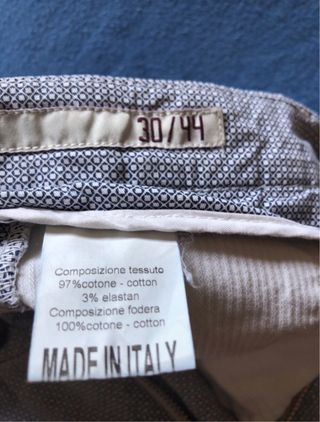 30/44
Composizione tessuto
97%cotone - cotton
3% elastan
Composizione fodera
100%cotone - cotton
MADE IN ITALY